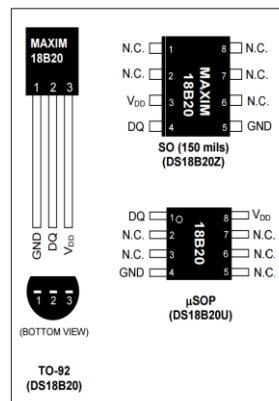 MAXIM
18B20
1 2 3
GND DQ VDD
1 2 3
(BOTTOM VIEW)
TO-92
(DS18B20)
N.C. 1 8 N.C.
N.C. 2 7 N.C.
VDD 3 6 N.C.
DQ 4 5 GND
MAXIM
18B20
SO (150 mils)
(DS18B20Z)
DQ 1 8 VDD
N.C. 2 7 N.C.
N.C. 3 6 N.C.
GND 4 5 N.C.
18B20
µSOP
(DS18B20U)